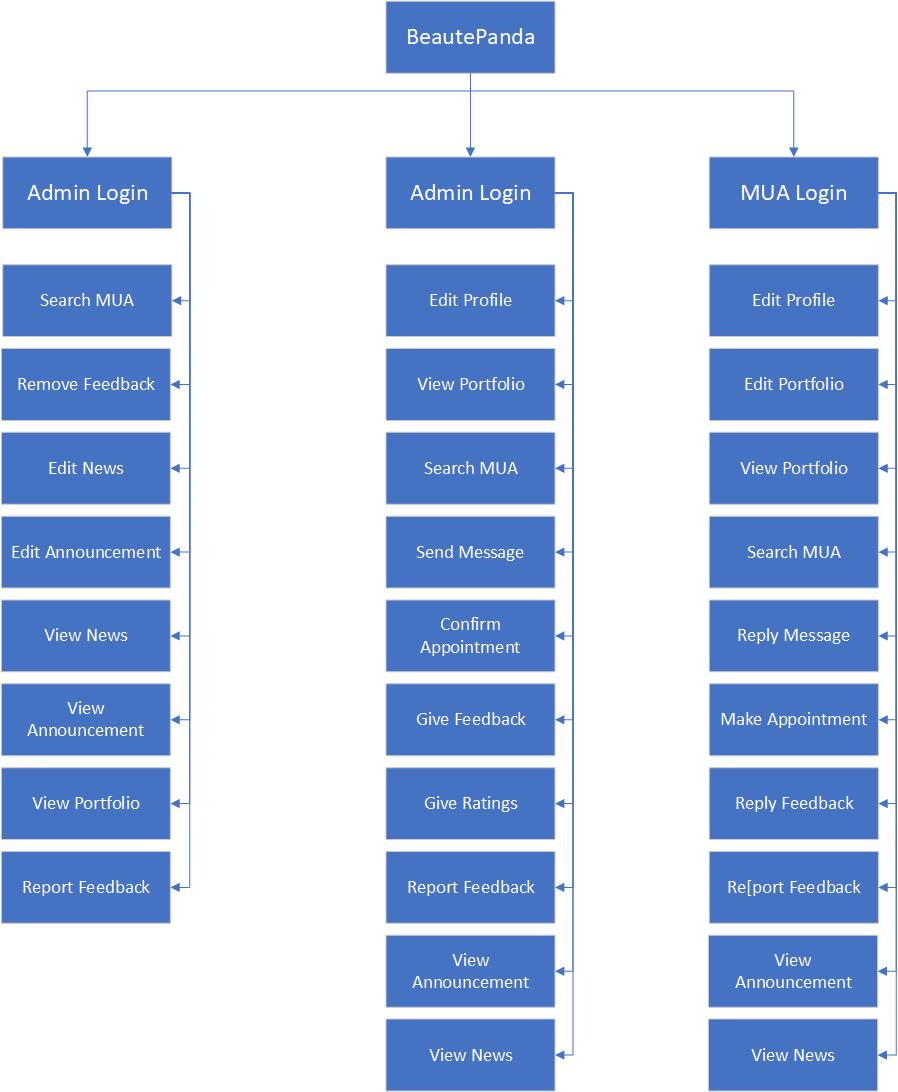 BeautePanda
Admin Login
Search MUA
Remove Feedback
Edit News
Edit Announcement
View News
View
Announcement
View Portfolio
Report Feedback
Admin Login
Edit Profile
View Portfolio
Search MUA
Send Message
Confirm
Appointment
Give Feedback
Give Ratings
Report Feedback
View
Announcement
View News
MUA Login
Edit Profile
Edit Portfolio
View Portfolio
Search MUA
Reply Message
Make Appointment
Reply Feedback
Re[port Feedback
View
Announcement
View News